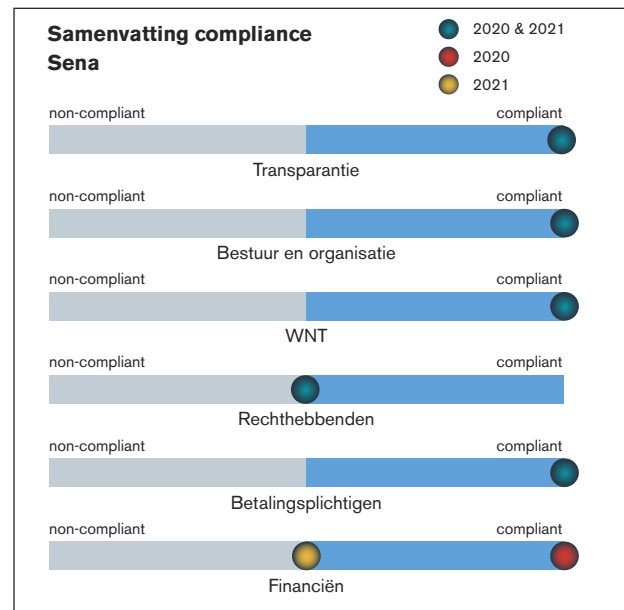 Samenvatting compliance
Sena
2020 & 2021
2020
2021
non-compliant compliant
Transparantie
non-compliant compliant
Bestuur en organisatie
non-compliant compliant
WNT
non-compliant compliant
Rechthebbenden
non-compliant compliant
Betalingsplichtigen
non-compliant compliant
Financiën